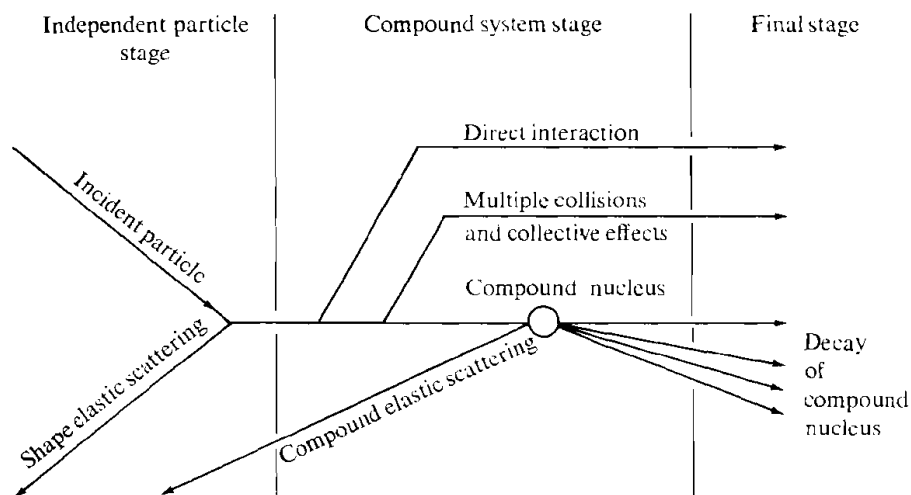 Independent particle
stage
Compound system stage
Final stage
Direct interaction
Incident particle
Multiple collisions
and collective effects
Compound nucleus
Shape elastic scattering
Compound elastic scattering
Decay
of
compound
nucleus